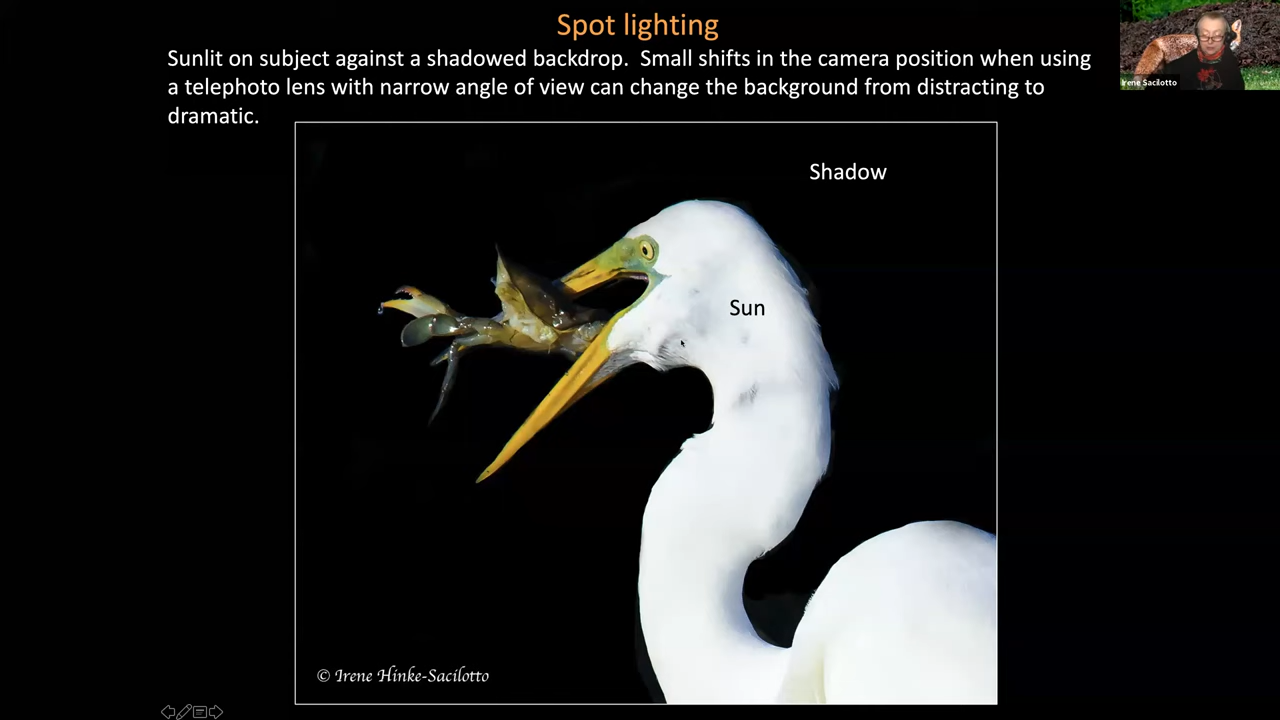 Spot lighting
Sunlit on subject against a shadowed backdrop.  Small shifts in the camera position when using
a telephoto lens with narrow angle of view can change the background from distracting to
dramatic.
Irene Sacilotto
Shadow
Sun
© Irene Hinke-Sacilotto